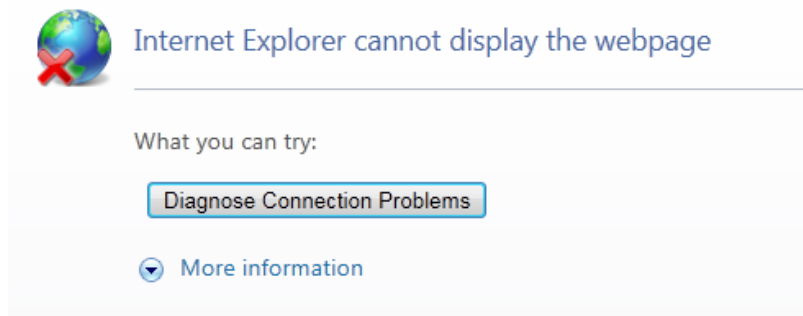 Internet Explorer cannot display the webpage
What you can try:
Diagnose Connection Problems
More information